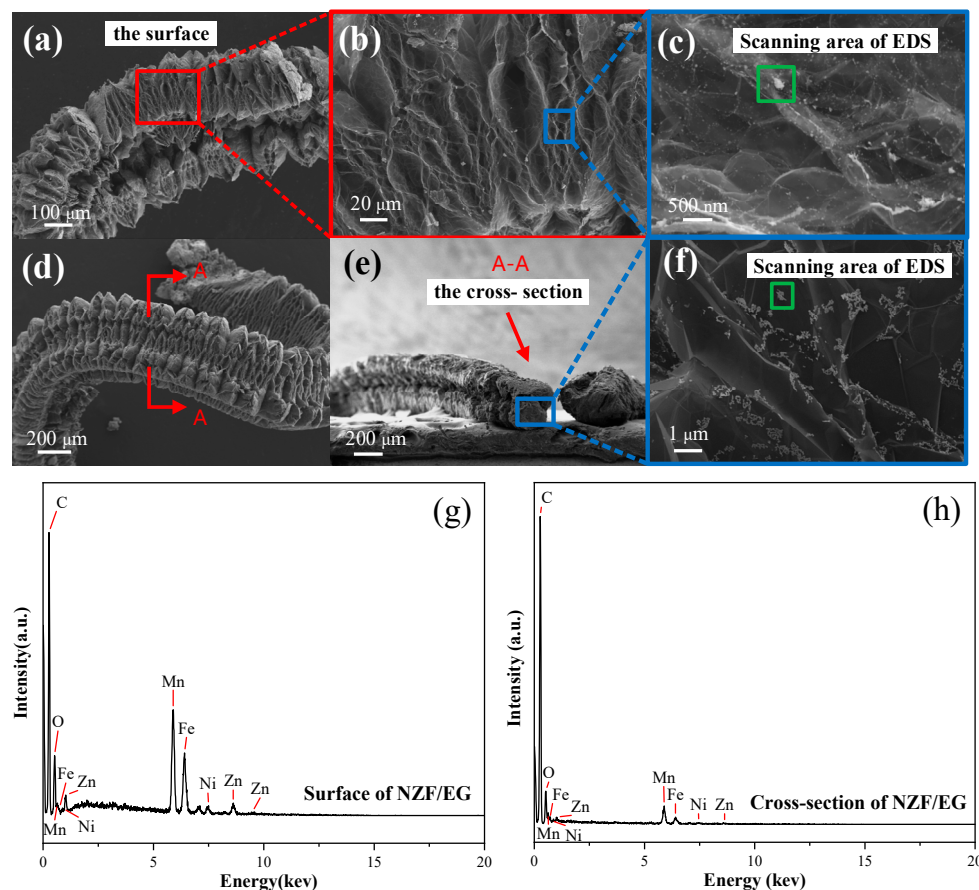 (a)
the surface
100 μm
(b)
20 μm
(c)
Scanning area of EDS
500 nm
(d)
A
A
200 μm
(e)
A-A
the cross- section
200 μm
(f)
Scanning area of EDS
1 μm
(g)
C
O
Fe
Zn
Mn
Ni
Mn
Fe
Ni
Zn
Zn
Surface of NZF/EG
Intensity(a.u.)
0 5 10 15 20
Energy(kev)
(h)
C
O
Fe
Zn
Mn
Ni
Mn
Fe
Ni
Zn
Cross-section of NZF/EG
Intensity (a.u.)
0 5 10 15 20
Energy(kev)